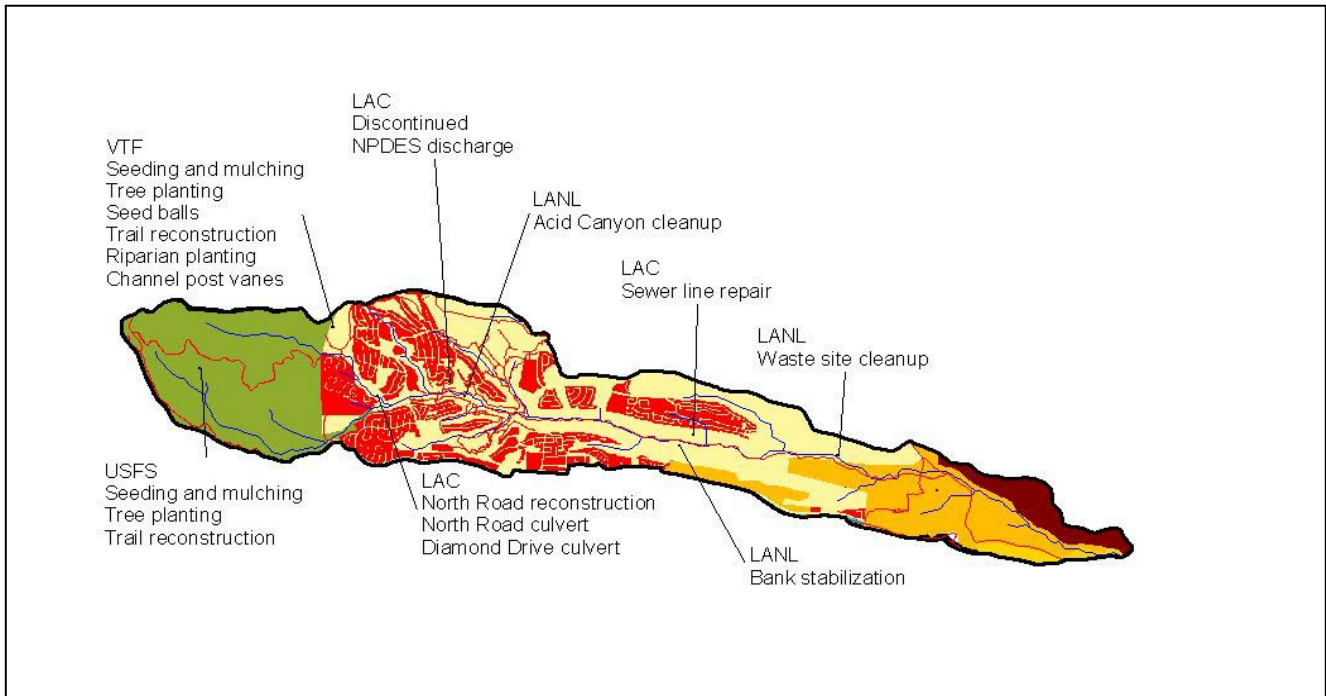 LAC
Discontinued
NPDES discharge
VTF
Seeding and mulching
Tree planting
Seed balls
Trail reconstruction
Riparian planting
Channel post vanes
LANL
Acid Canyon cleanup
LAC
Sewer line repair
LANL
Waste site cleanup
USFS
Seeding and mulching
Tree planting
Trail reconstruction
LAC
North Road reconstruction
North Road culvert
Diamond Drive culvert
LANL
Bank stabilization